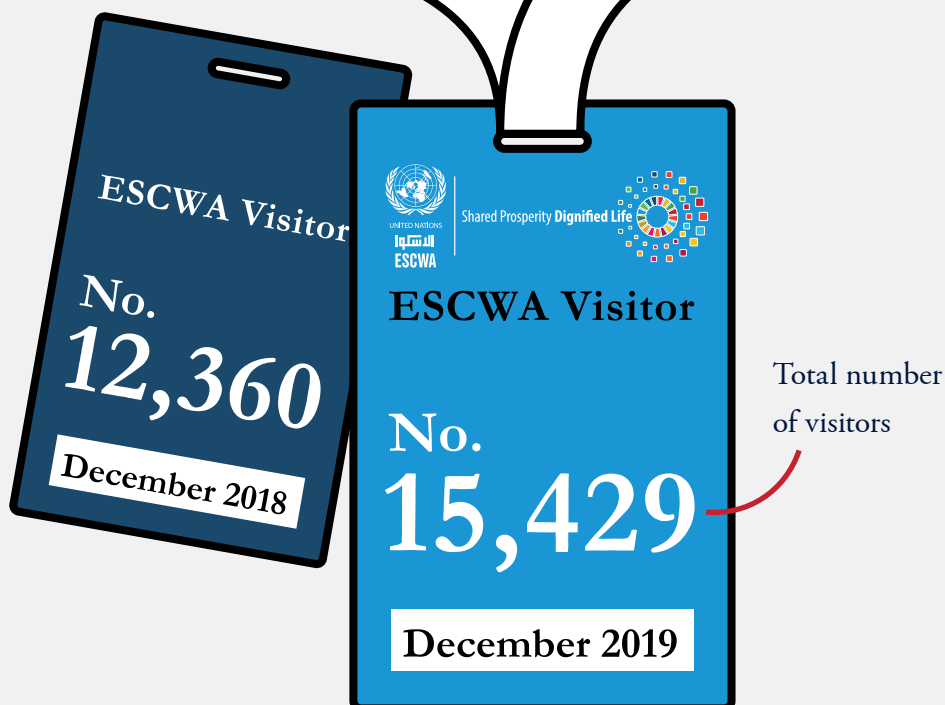 ESCWA Visitor
No.
12,360
December 2018
UNITED NATIONS
الاسكوا
ESCWA
Shared Prosperity Dignified Life
ESCWA Visitor
No.
15,429
December 2019
Total number
of visitors